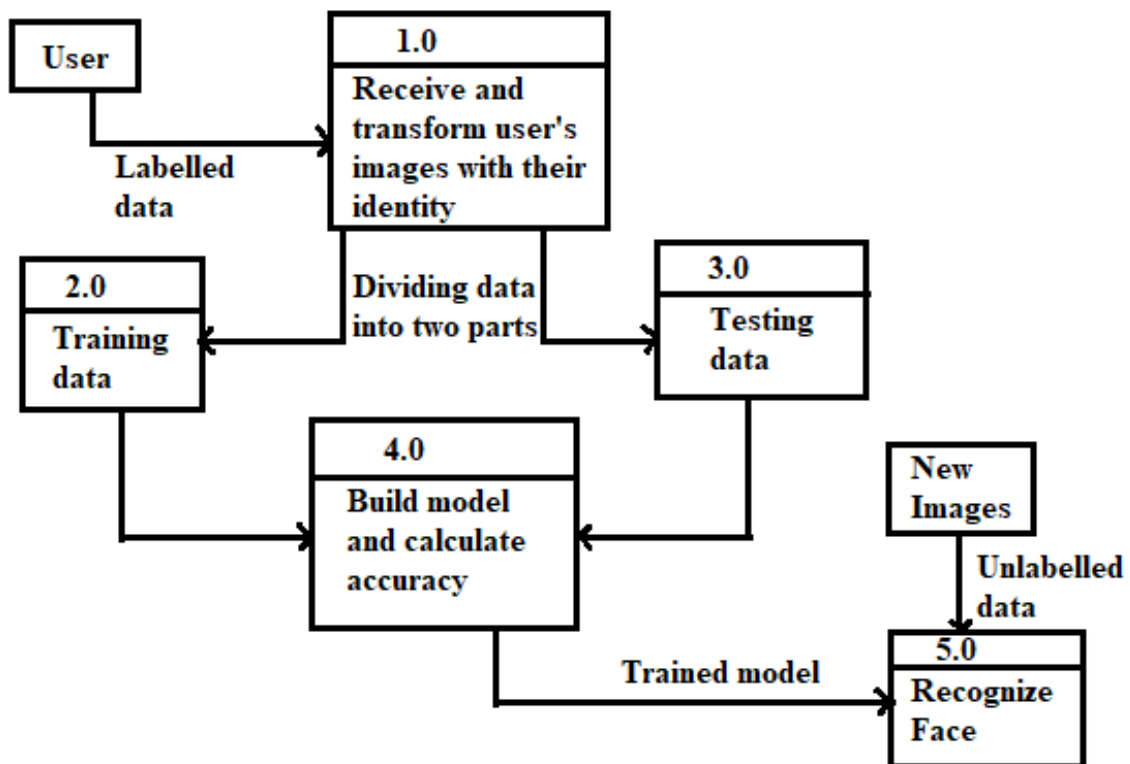 User
1.0
Receive and
transform user's
images with their
identity
Labelled
data
Dividing data
into two parts
2.0
Training
data
3.0
Testing
data
4.0
Build model
and calculate
accuracy
New
Images
Unlabelled
data
Trained model
5.0
Recognize
Face